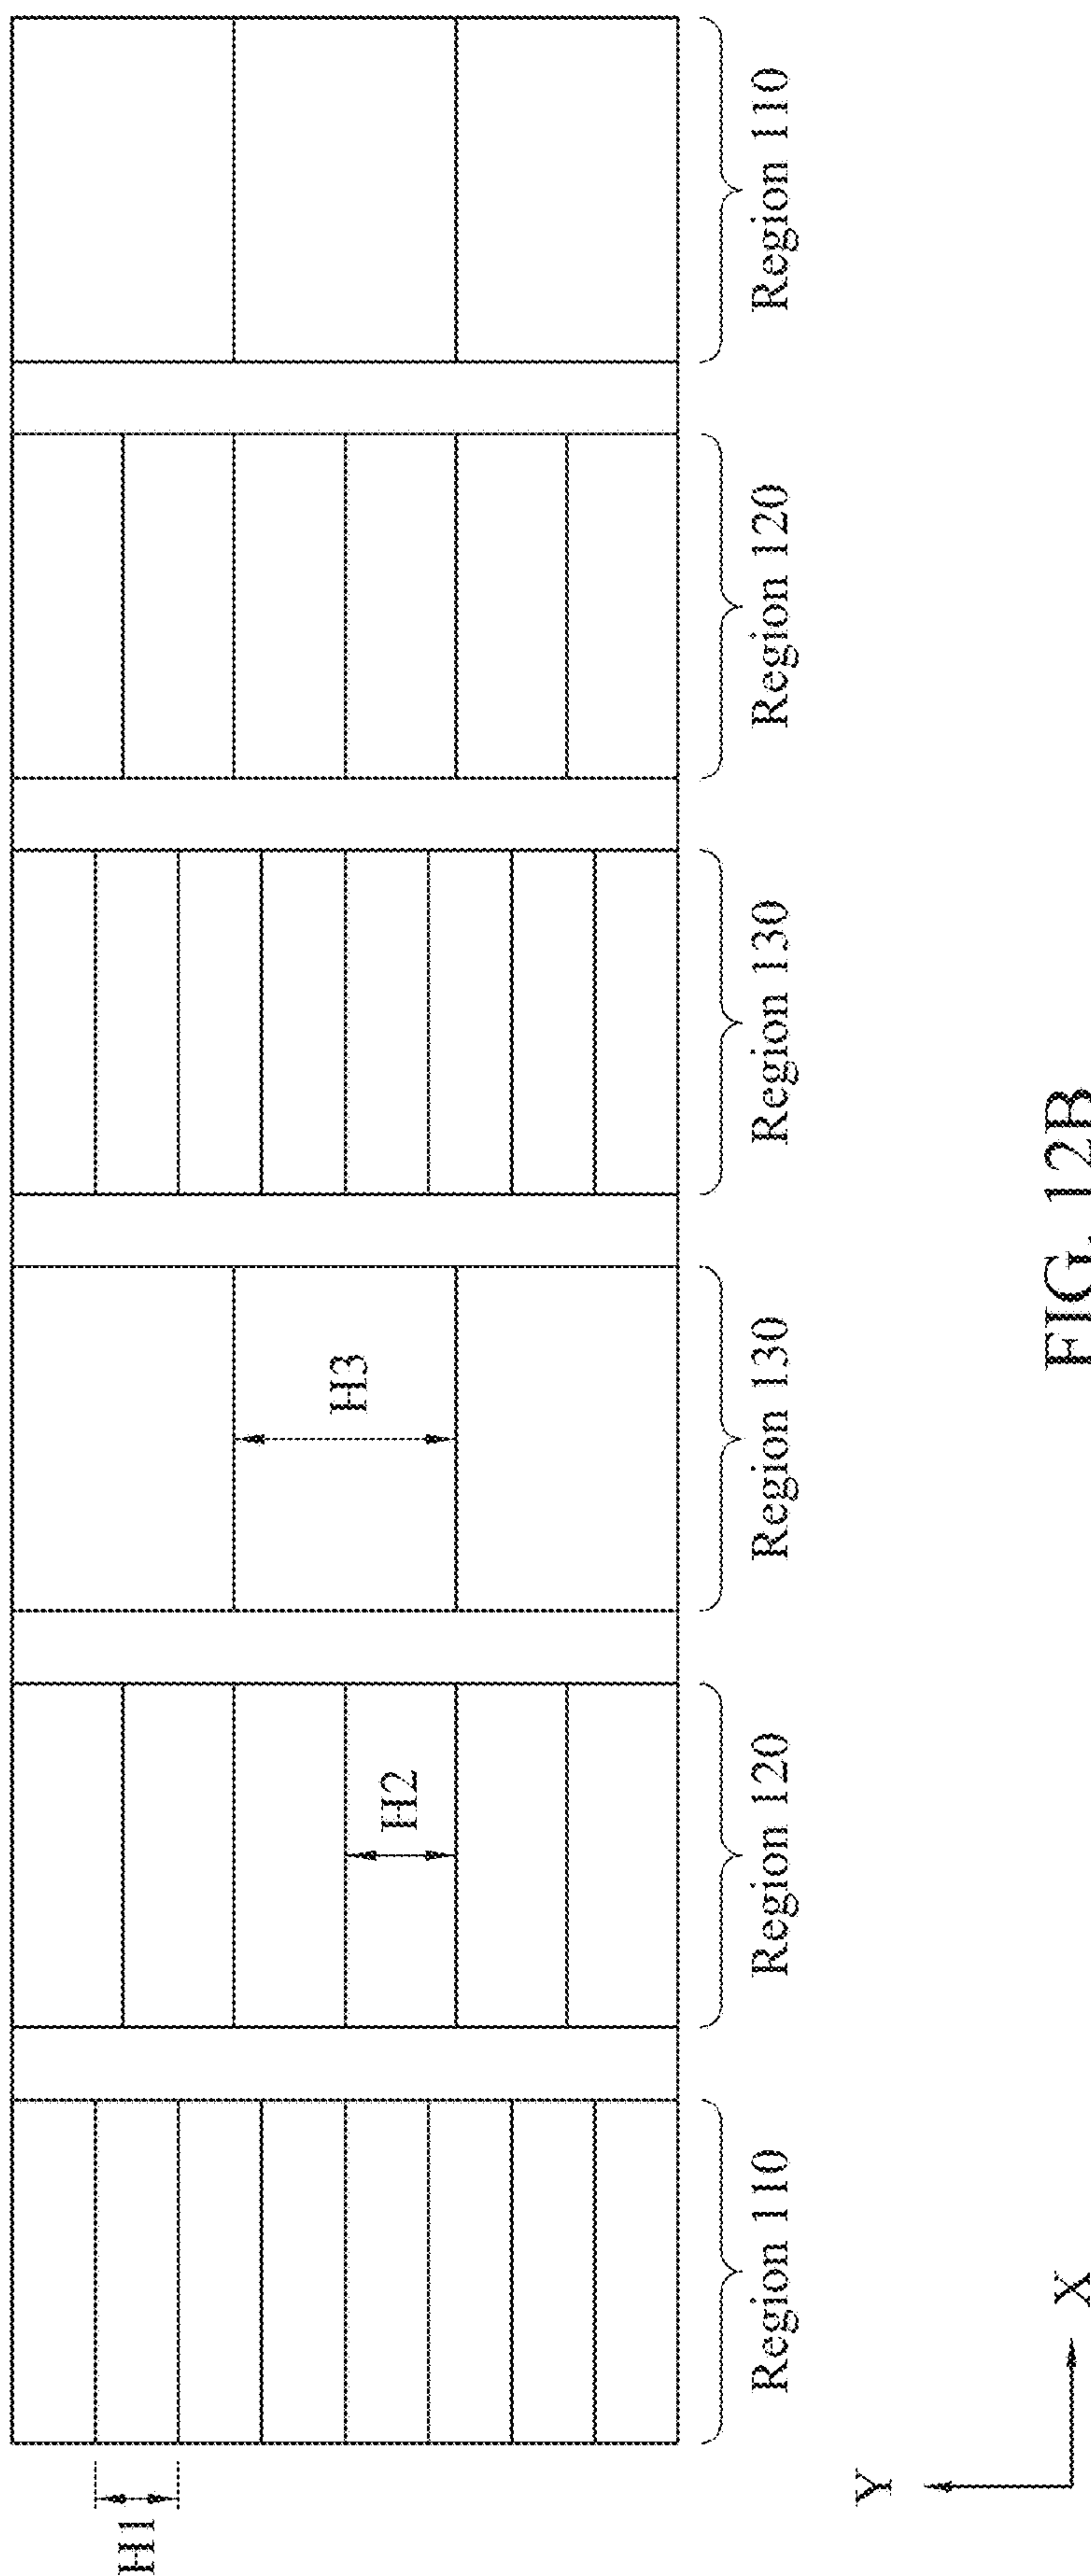 H1
H2
H3
Region 110
Region 120
Region 130
Region 130
Region 120
Region 110
Y
X
FIG. 12B